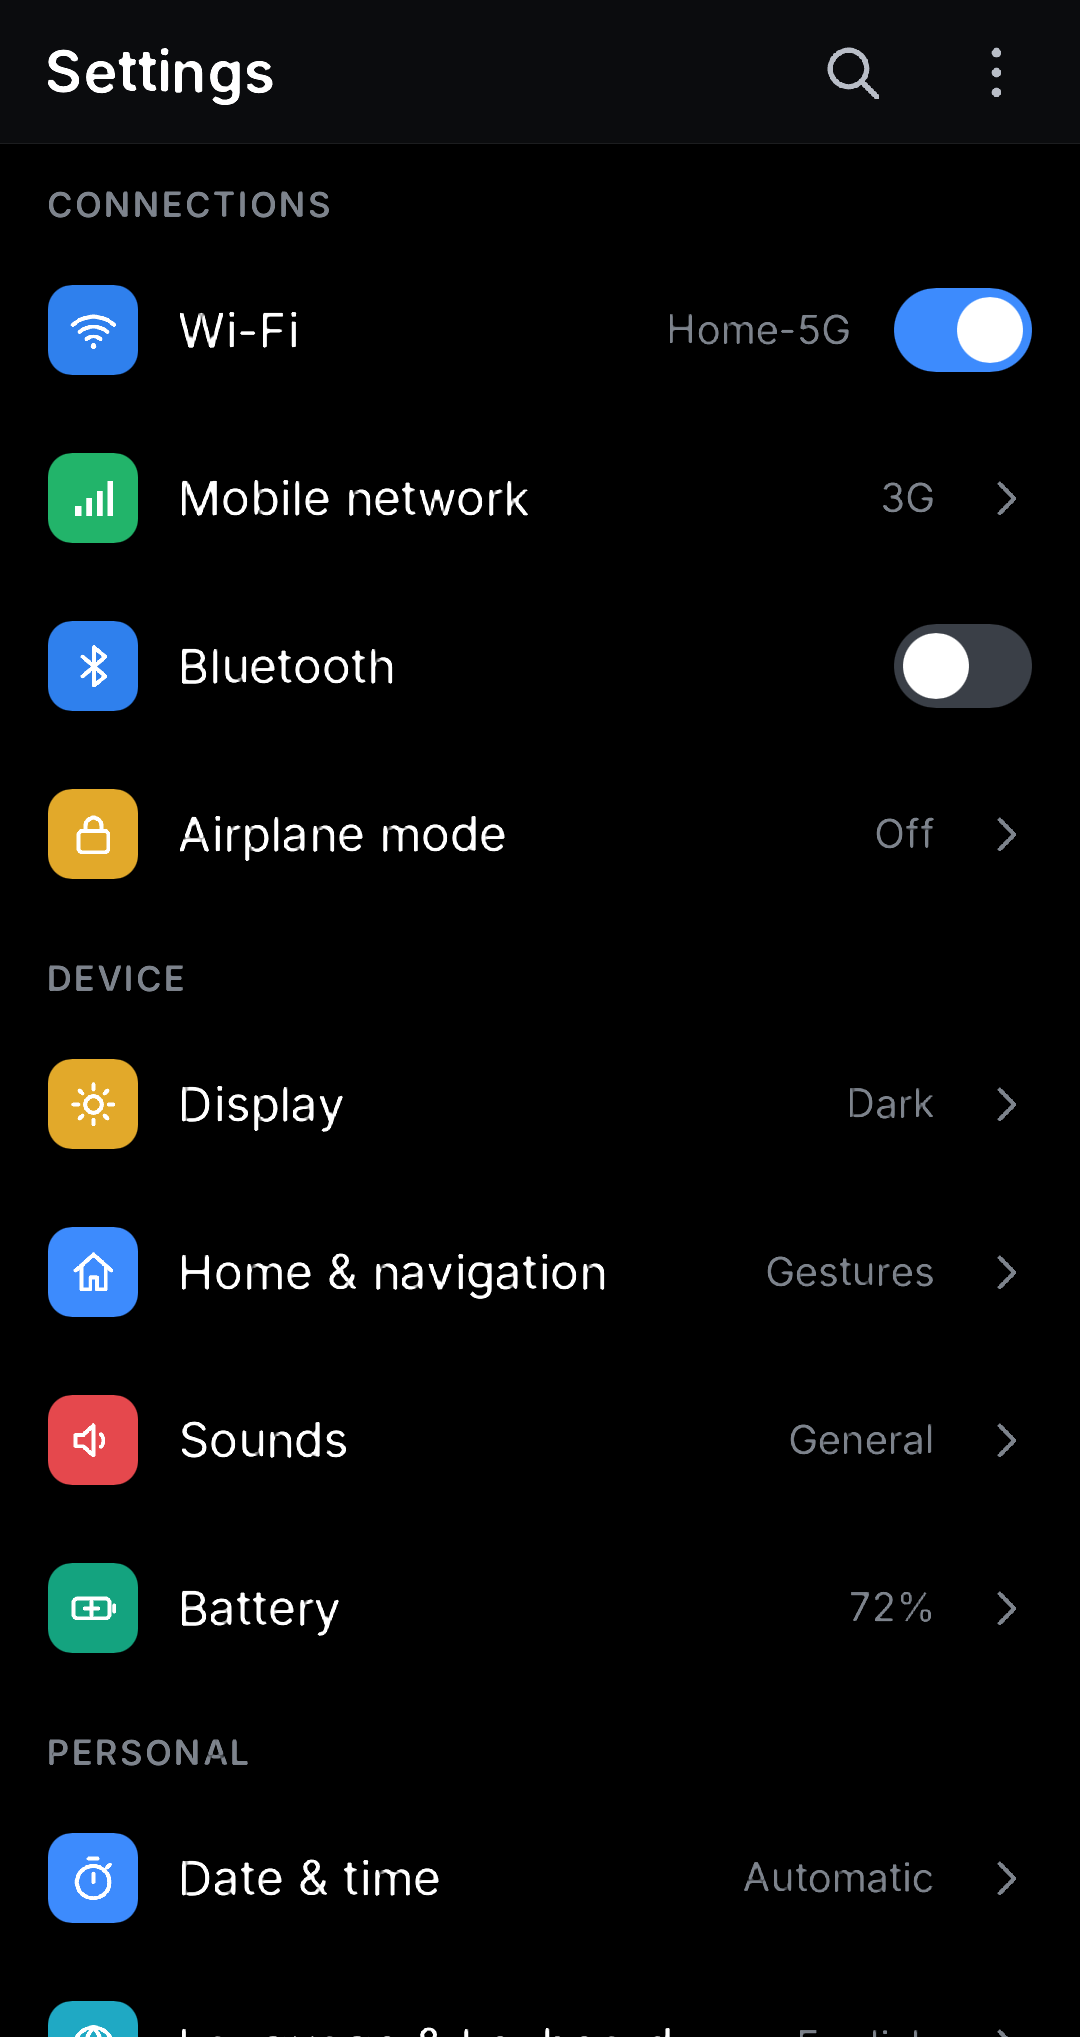 Settings
CONNECTIONS
Wi-Fi Home-5G
Mobile network 3G
Bluetooth
Airplane mode Off
DEVICE
Display Dark
Home & navigation Gestures
Sounds General
Battery 72%
PERSONAL
Date & time Automatic